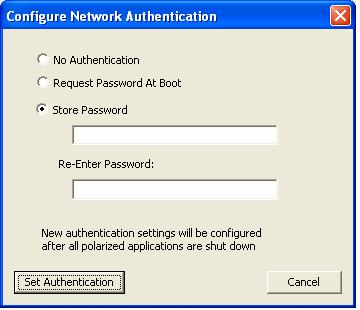 Configure Network Authentication
No Authentication
Request Password At Boot
Store Password
Re-Enter Password:
New authentication settings will be configured
after all polarized applications are shut down
Set Authentication
Cancel